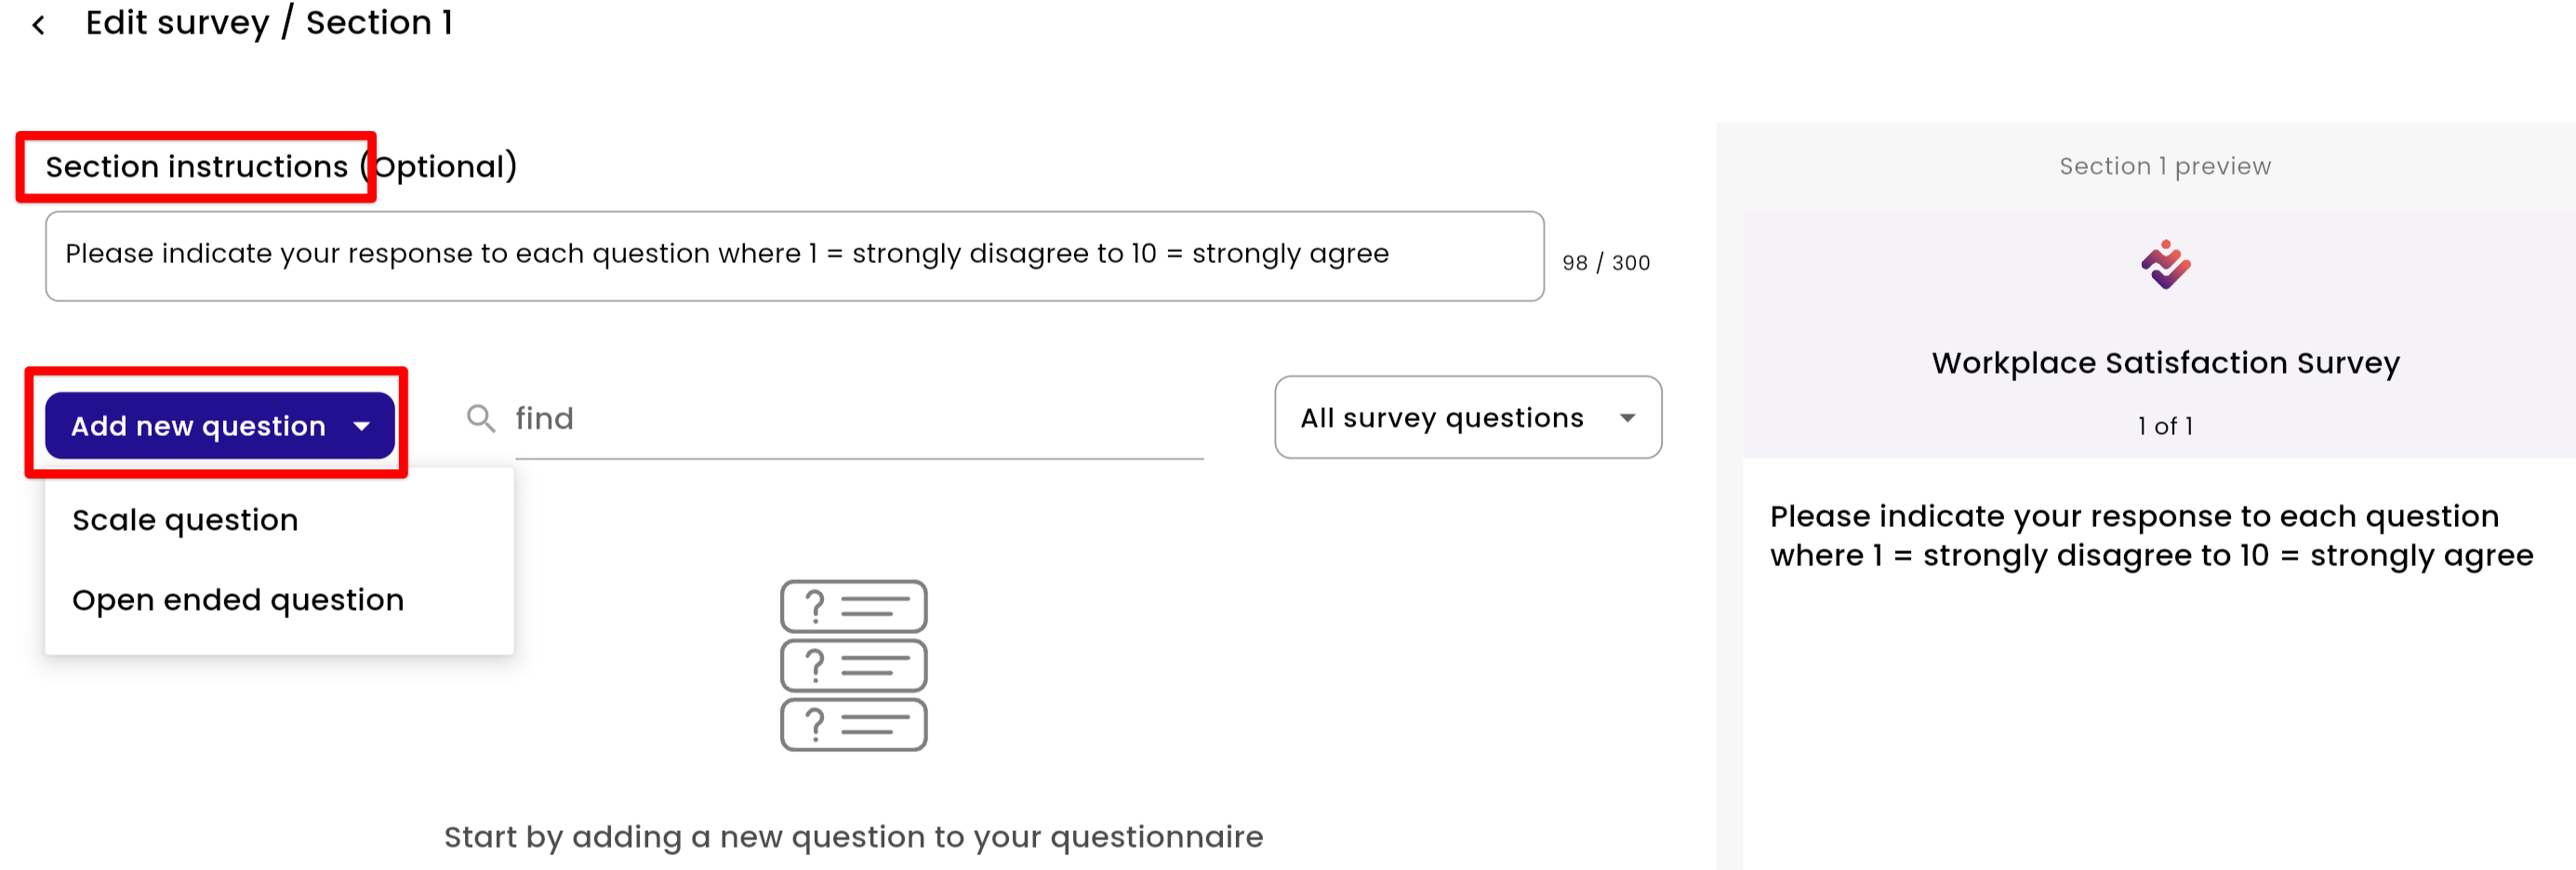 Edit survey / Section 1
Section instructions (Optional)
Please indicate your response to each question where 1 = strongly disagree to 10 = strongly agree
98 / 300
Add new question
find
All survey questions
Scale question
Open ended question
? 
? 
? 
Start by adding a new question to your questionnaire
Section 1 preview
Workplace Satisfaction Survey
1 of 1
Please indicate your response to each question
where 1 = strongly disagree to 10 = strongly agree